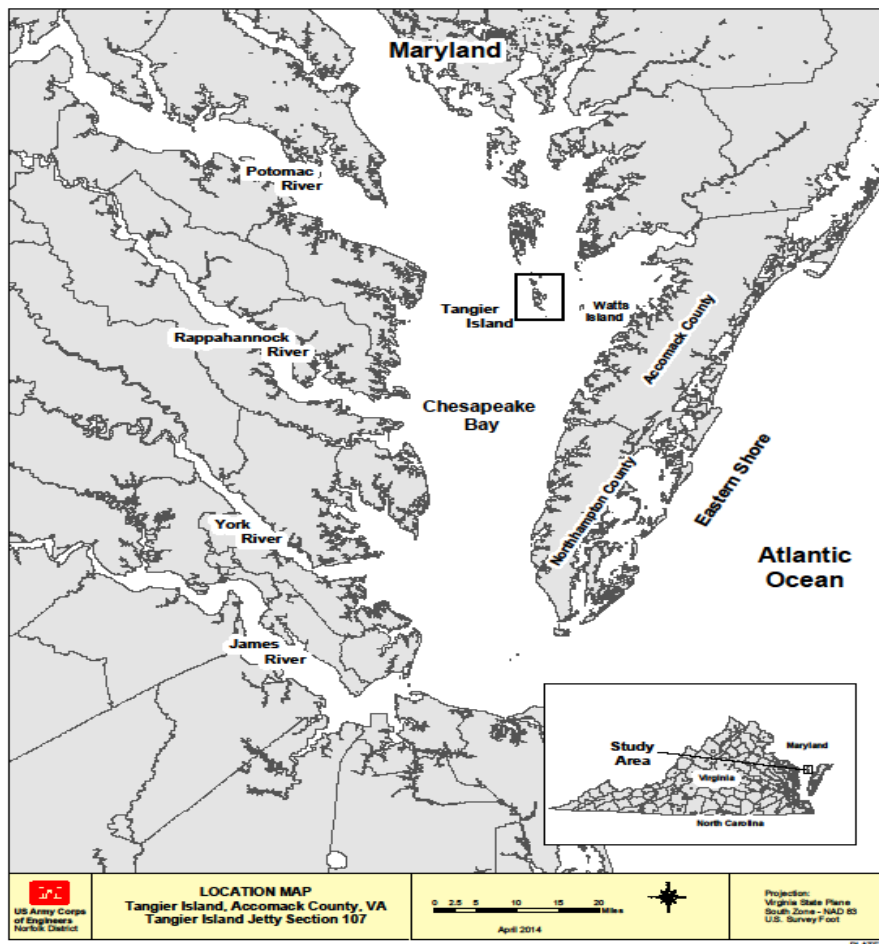 Maryland
Potomac
River
Tangier
Island
Watts
Island
Accomack County
Rappahannock
River
Chesapeake
Bay
Northhampton County
Eastern Shore
York
River
Atlantic
Ocean
James
River
Study
Area
Maryland
Virginia
North Carolina
US Army Corps
of Engineers
Norfolk District
LOCATION MAP
Tangier Island, Accomack County, VA
Tangier Island Jetty Section 107
0 2.5 5 10 15 20
Miles
April 2014
Projection:
Virginia State Plane
South Zone - NAD 83
U.S. Survey Foot